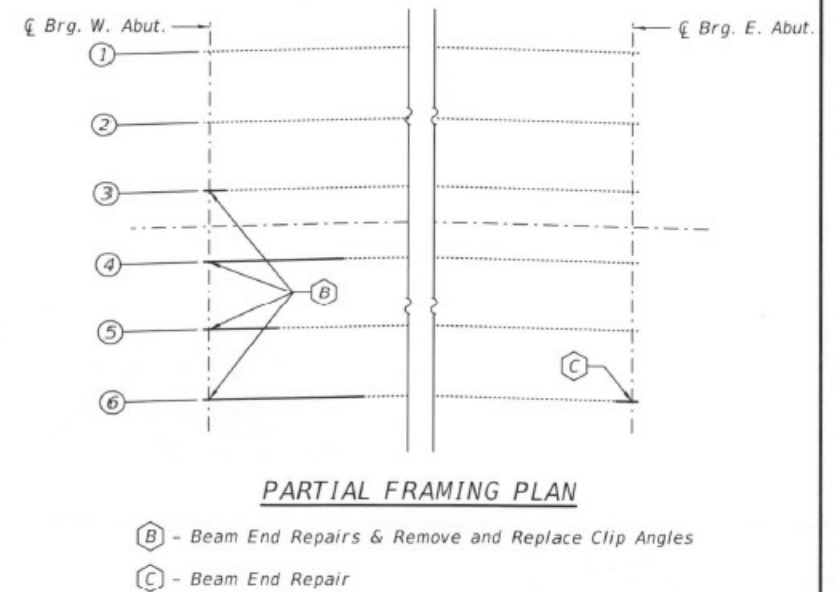 ℄ Brg. W. Abut.
℄ Brg. E. Abut.
1
2
3
4
B
5
C
6
PARTIAL FRAMING PLAN
B - Beam End Repairs & Remove and Replace Clip Angles
C - Beam End Repair